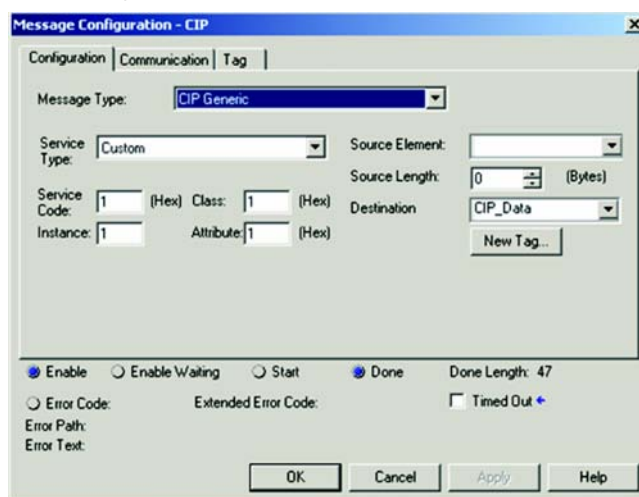 Message Configuration - CIP
Configuration Communication Tag
Message Type: CIP Generic
Service Type: Custom
Source Element:
Source Length: 0 (Bytes)
Service Code: 1 (Hex) Class: 1 (Hex)
Destination CIP_Data
Instance: 1 Attribute: 1 (Hex)
New Tag...
Enable Enable Waiting Start Done Done Length: 47
Error Code: Extended Error Code: Timed Out
Error Path:
Error Text:
OK Cancel Apply Help